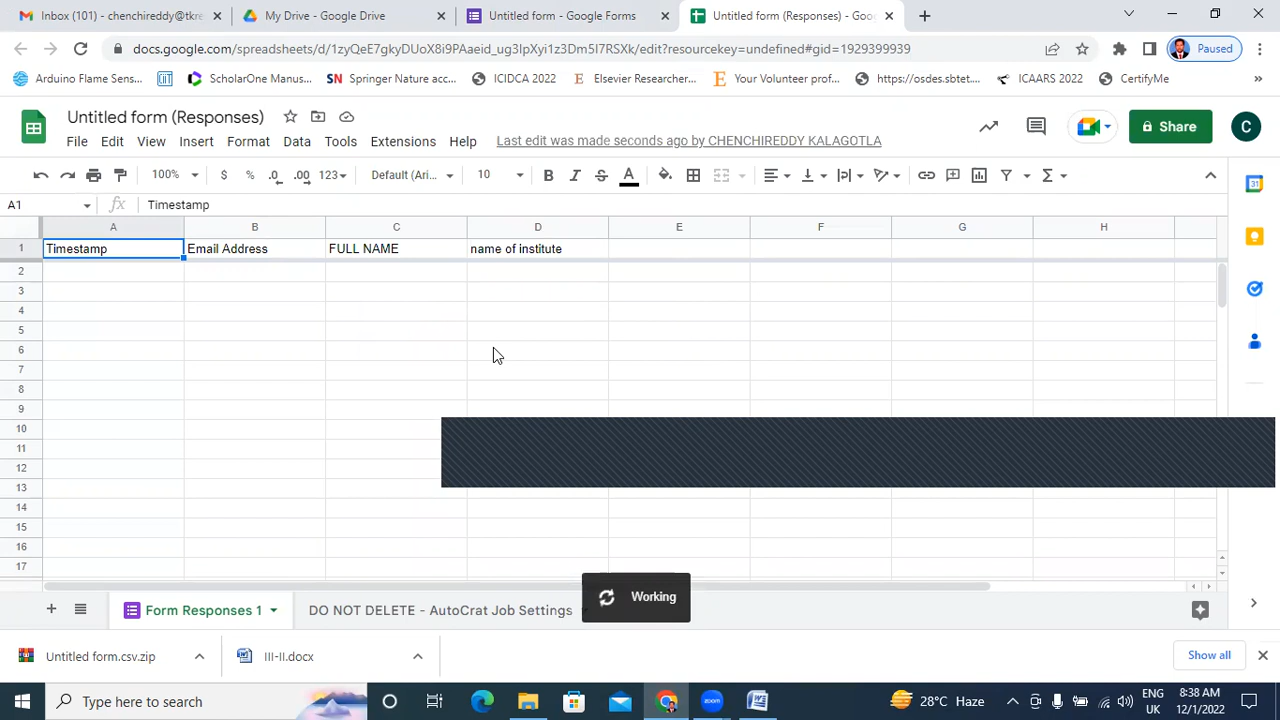 Inbox (101) - chenchireddy@tkr
My Drive - Google Drive
Untitled form - Google Forms
Untitled form (Responses) - Goo
docs.google.com/spreadsheets/d/1zyQeE7gkyDUoX8i9PAaeid_ug3IpXyi1z3Dm5I7RSXk/edit?resourcekey=undefined#gid=1929399939
Paused
Arduino Flame Sens...
ScholarOne Manus...
SN Springer Nature acc...
ICIDCA 2022
E Elsevier Researcher...
E Your Volunteer prof...
https://osdes.sbtet....
ICAARS 2022
CertifyMe
»
Untitled form (Responses)
File Edit View Insert Format Data Tools Extensions Help
Last edit was made seconds ago by CHENCHIREDDY KALAGOTLA
Share
C
100% $ % .0 .00 123 Default (Ari... 10 B I S A
A1 fx Timestamp
A B C D E F G H
1 Timestamp Email Address FULL NAME name of institute
2
3
4
5
6
7
8
9
10
11
12
13
14
15
16
17
Working
Form Responses 1
DO NOT DELETE - AutoCrat Job Settings
Untitled form.csv.zip
III-II.docx
Show all
Type here to search
28°C Haze
ENG
UK
8:38 AM
12/1/2022